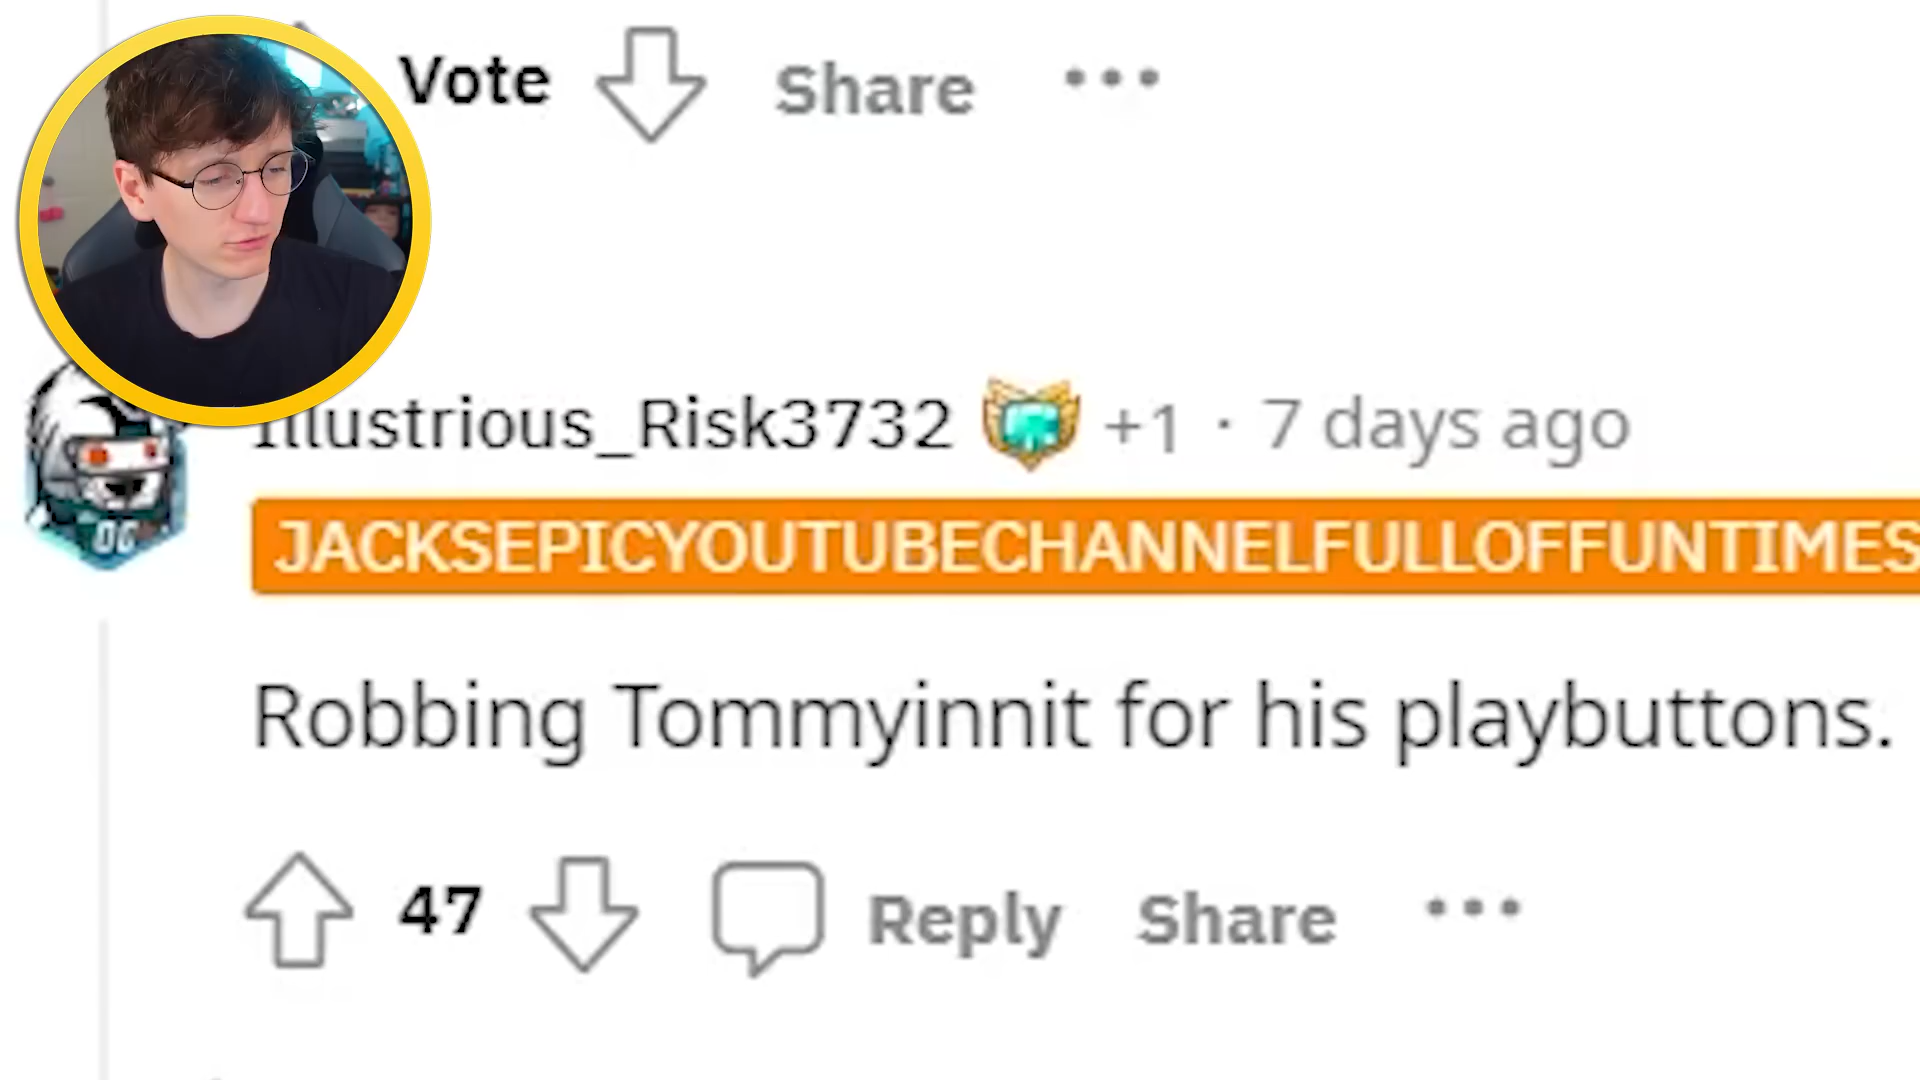 Vote Share
Illustrious_Risk3732 +1 · 7 days ago
JACKSEPICYOUTUBECHANNELFULLOFFUNTIMES
Robbing Tommyinnit for his playbuttons.
47 Reply Share